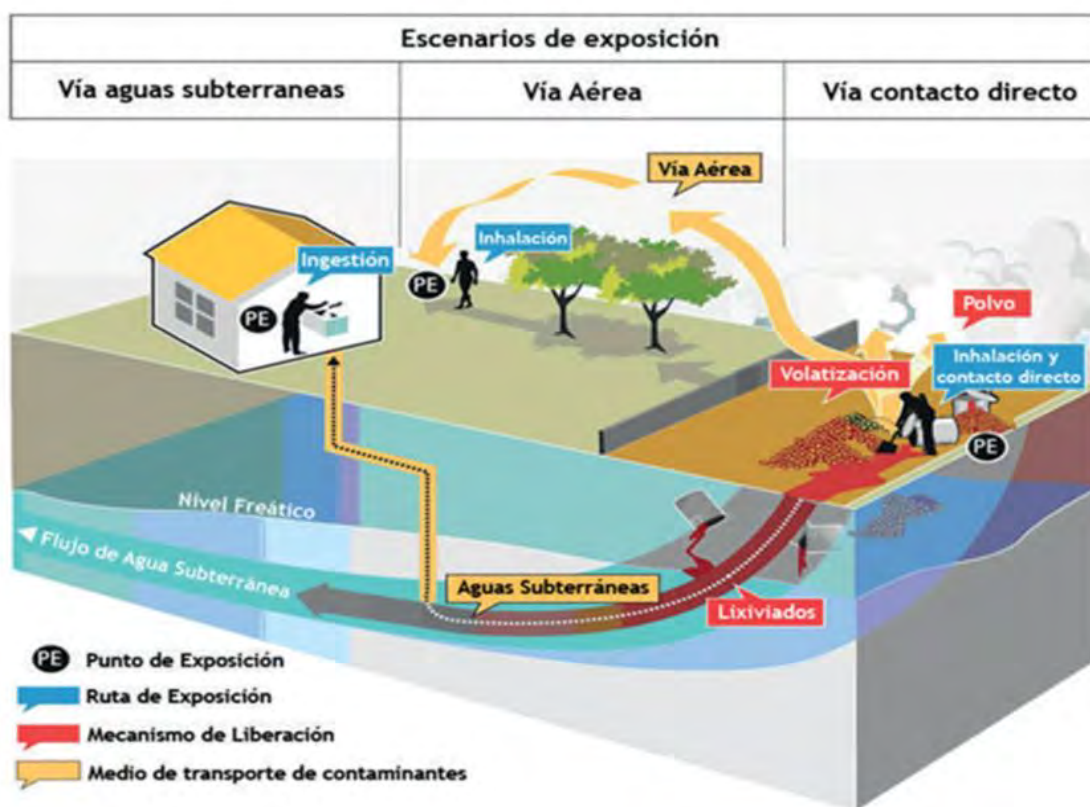 Escenarios de exposición
Vía aguas subterraneas
Vía Aérea
Vía contacto directo
Vía Aérea
Inhalación
Ingestión
PE
PE
Polvo
Volatización
Inhalación y
contacto directo
PE
Nivel Freático
Flujo de Agua Subterránea
Aguas Subterráneas
Lixiviados
PE Punto de Exposición
Ruta de Exposición
Mecanismo de Liberación
Medio de transporte de contaminantes